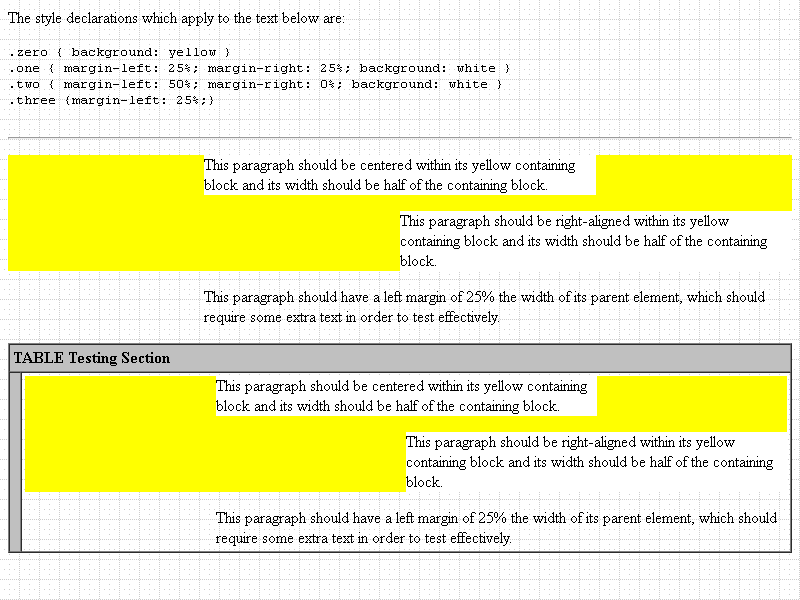 The style declarations which apply to the text below are:
.zero { background: yellow }
.one { margin-left: 25%; margin-right: 25%; background: white }
.two { margin-left: 50%; margin-right: 0%; background: white }
.three {margin-left: 25%;}
This paragraph should be centered within its yellow containing
block and its width should be half of the containing block.
This paragraph should be right-aligned within its yellow
containing block and its width should be half of the containing
block.
This paragraph should have a left margin of 25% the width of its parent element, which should
require some extra text in order to test effectively.
TABLE Testing Section
This paragraph should be centered within its yellow containing
block and its width should be half of the containing block.
This paragraph should be right-aligned within its yellow
containing block and its width should be half of the containing
block.
This paragraph should have a left margin of 25% the width of its parent element, which should
require some extra text in order to test effectively.